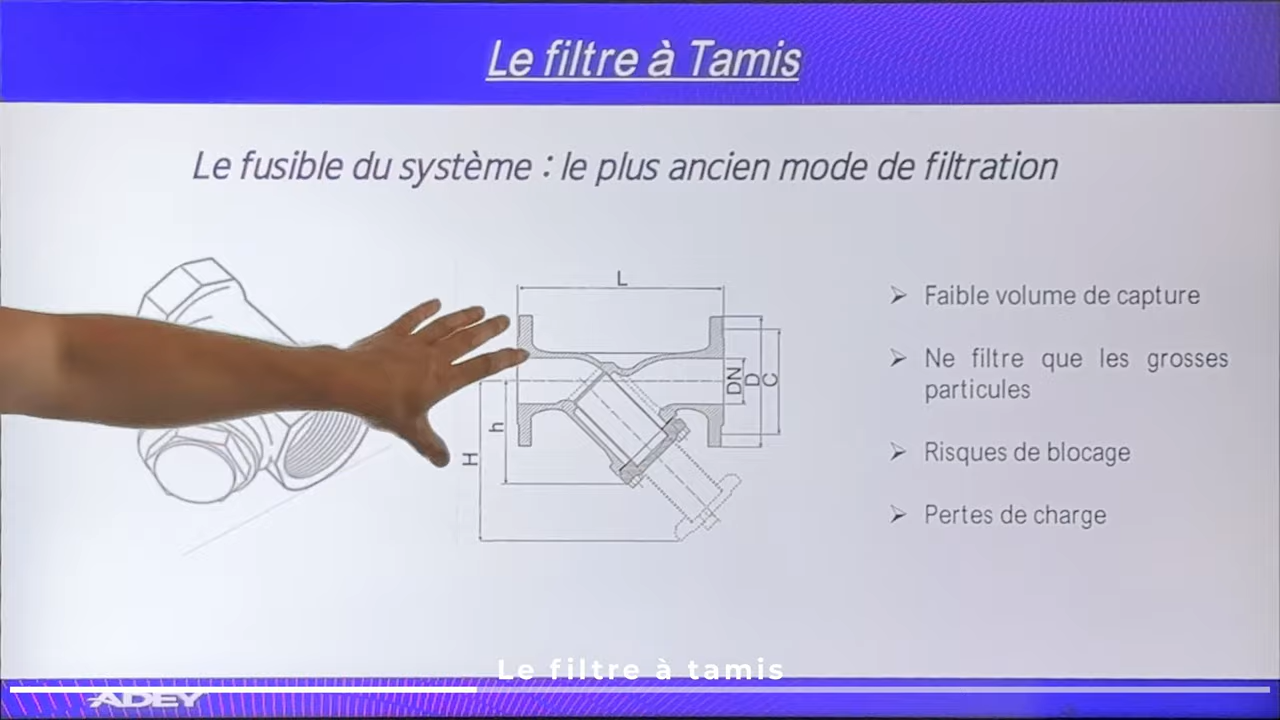 Le filtre à Tamis
Le fusible du système : le plus ancien mode de filtration
L
DN
D
C
h
H
Faible volume de capture
Ne filtre que les grosses
particules
Risques de blocage
Pertes de charge
Le filtre à tamis
ADEY